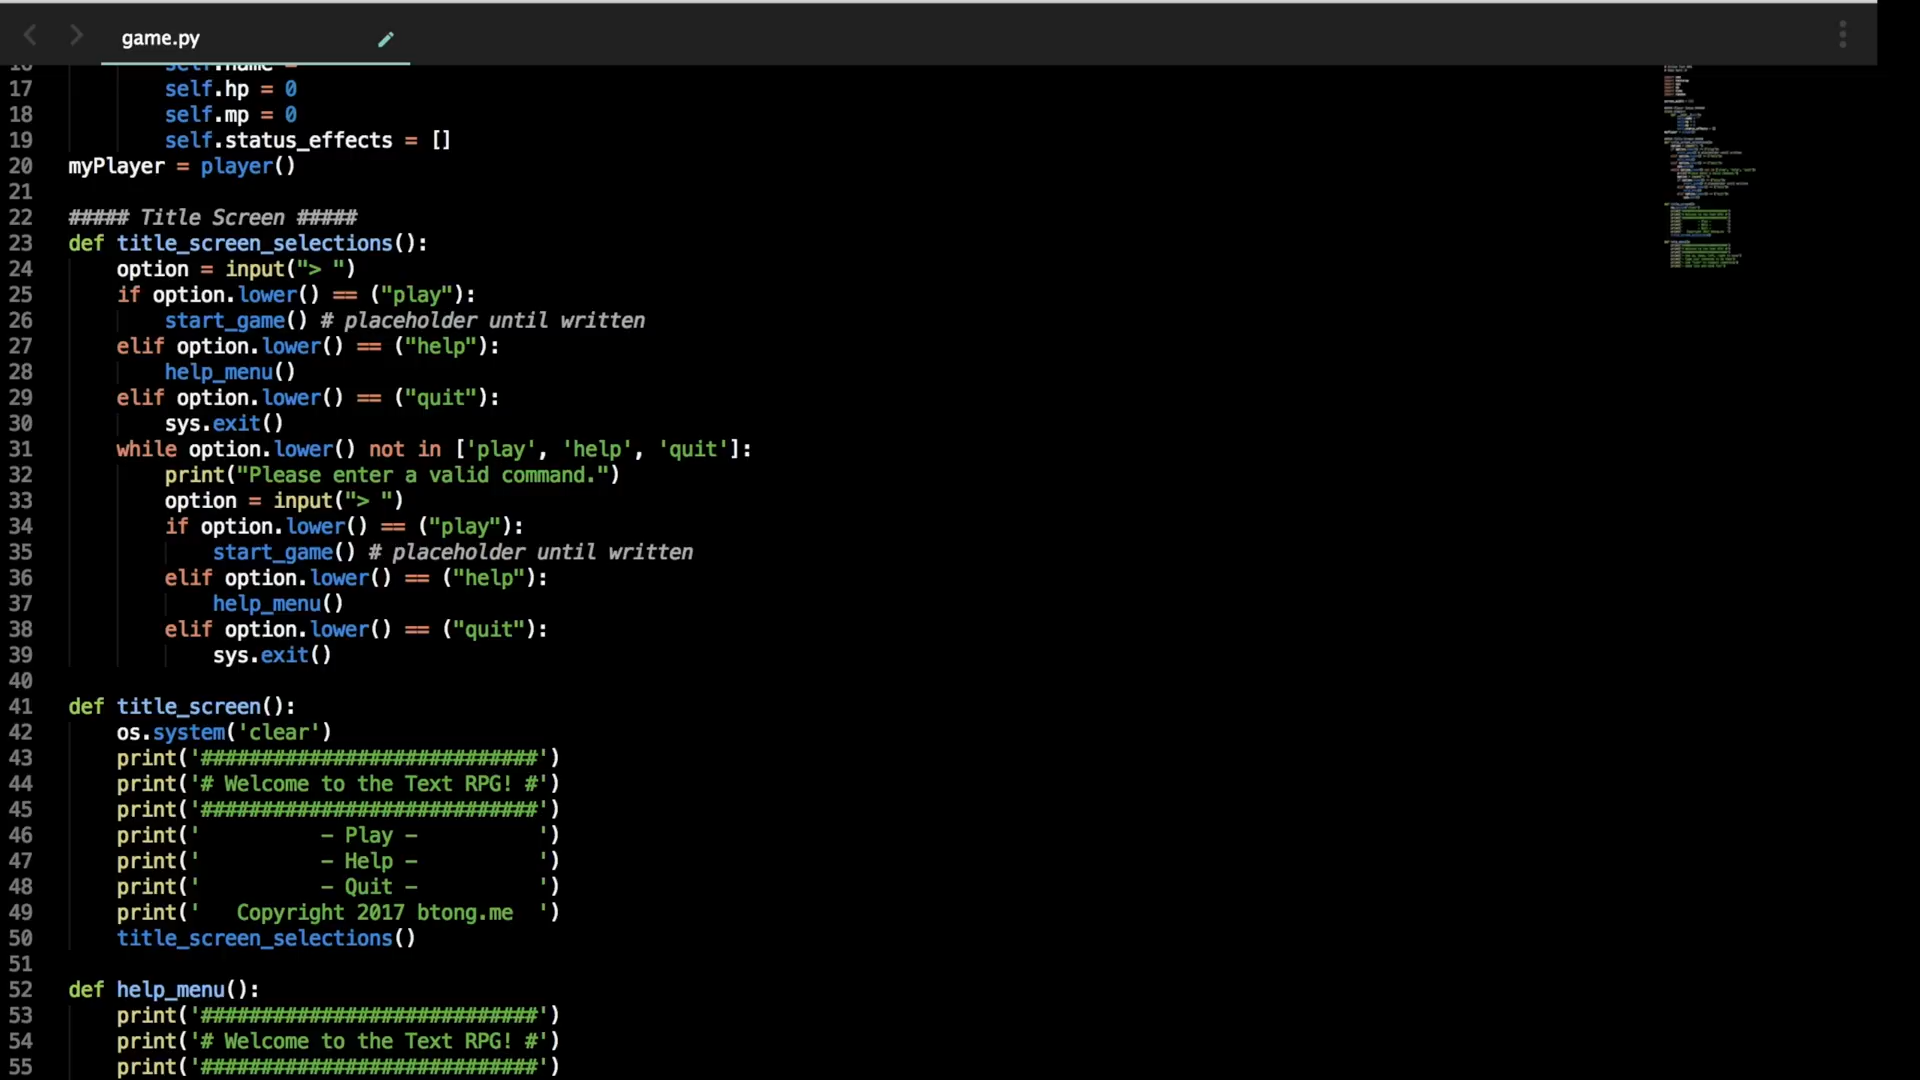 game.py
16 self.name =
17 self.hp = 0
18 self.mp = 0
19 self.status_effects = []
20 myPlayer = player()
21
22 ##### Title Screen #####
23 def title_screen_selections():
24 option = input("> ")
25 if option.lower() == ("play"):
26 start_game() # placeholder until written
27 elif option.lower() == ("help"):
28 help_menu()
29 elif option.lower() == ("quit"):
30 sys.exit()
31 while option.lower() not in ['play', 'help', 'quit']:
32 print("Please enter a valid command.")
33 option = input("> ")
34 if option.lower() == ("play"):
35 start_game() # placeholder until written
36 elif option.lower() == ("help"):
37 help_menu()
38 elif option.lower() == ("quit"):
39 sys.exit()
40
41 def title_screen():
42 os.system('clear')
43 print('############################')
44 print('# Welcome to the Text RPG! #')
45 print('############################')
46 print('          - Play -          ')
47 print('          - Help -          ')
48 print('          - Quit -          ')
49 print('   Copyright 2017 btong.me  ')
50 title_screen_selections()
51
52 def help_menu():
53 print('############################')
54 print('# Welcome to the Text RPG! #')
55 print('############################')